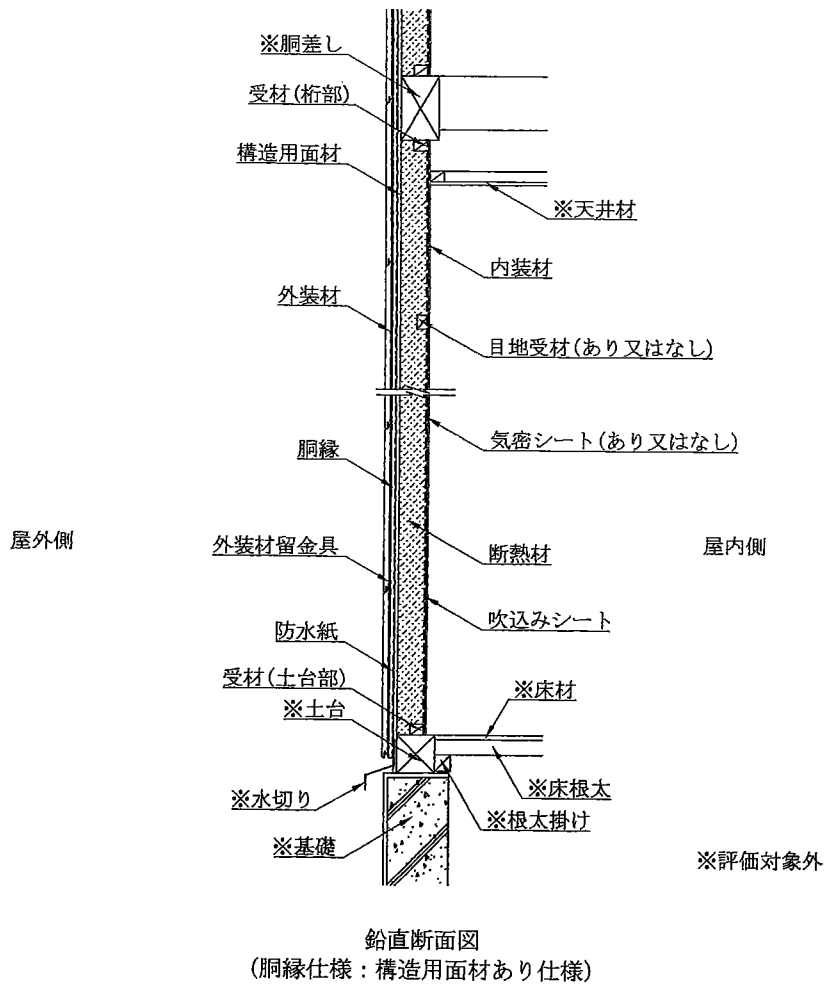 ※胴差し
受材(桁部)
構造用面材
※天井材
内装材
外装材
目地受材(あり又はなし)
気密シート(あり又はなし)
胴縁
屋外側
外装材留金具
断熱材
屋内側
吹込みシート
防水紙
受材(土台部)
※床材
※土台
※床根太
※水切り
※根太掛け
※基礎
※評価対象外
鉛直断面図
(胴縁仕様：構造用面材あり仕様)